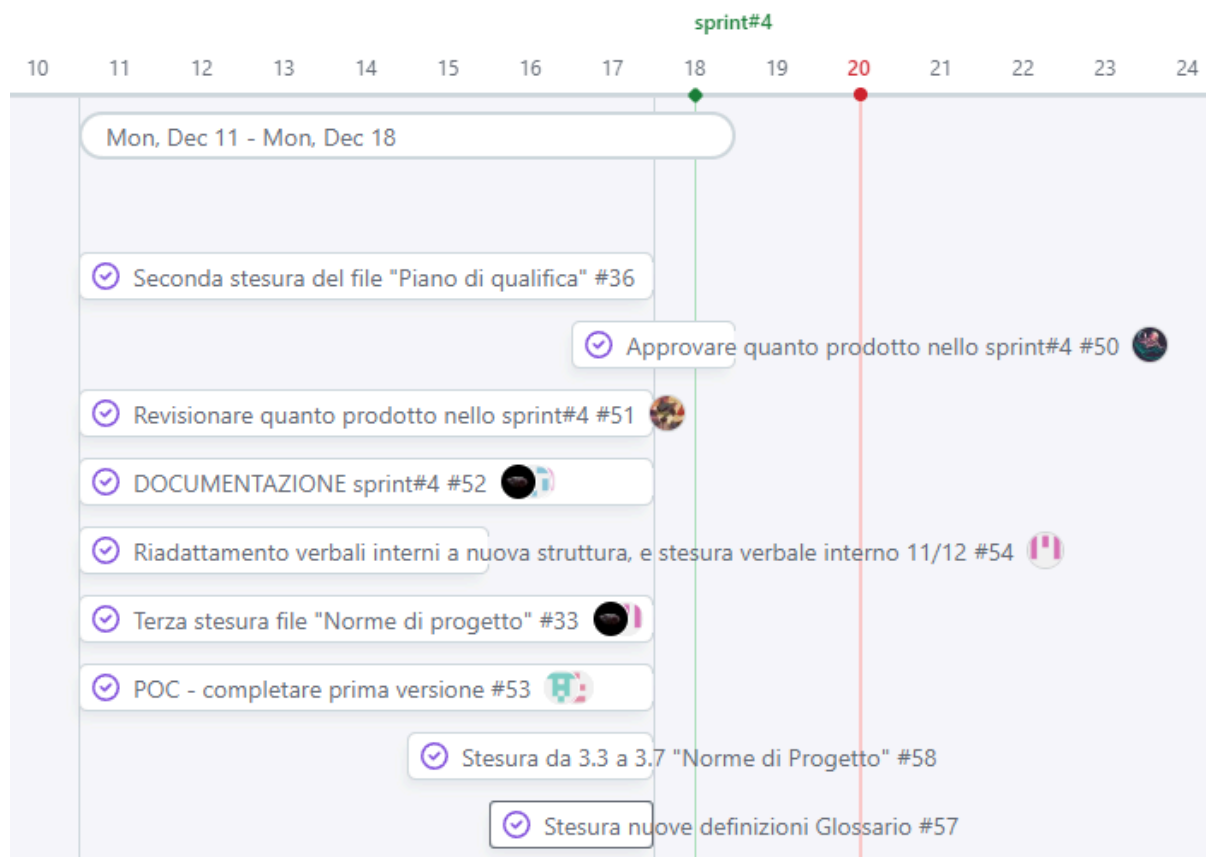 sprint#4
10 11 12 13 14 15 16 17 18 19 20 21 22 23 24
Mon, Dec 11 - Mon, Dec 18
Seconda stesura del file "Piano di qualifica" #36
Approvare quanto prodotto nello sprint#4 #50
Revisionare quanto prodotto nello sprint#4 #51
DOCUMENTAZIONE sprint#4 #52
Riadattamento verbali interni a nuova struttura, e stesura verbale interno 11/12 #54
Terza stesura file "Norme di progetto" #33
POC - completare prima versione #53
Stesura da 3.3 a 3.7 "Norme di Progetto" #58
Stesura nuove definizioni Glossario #57